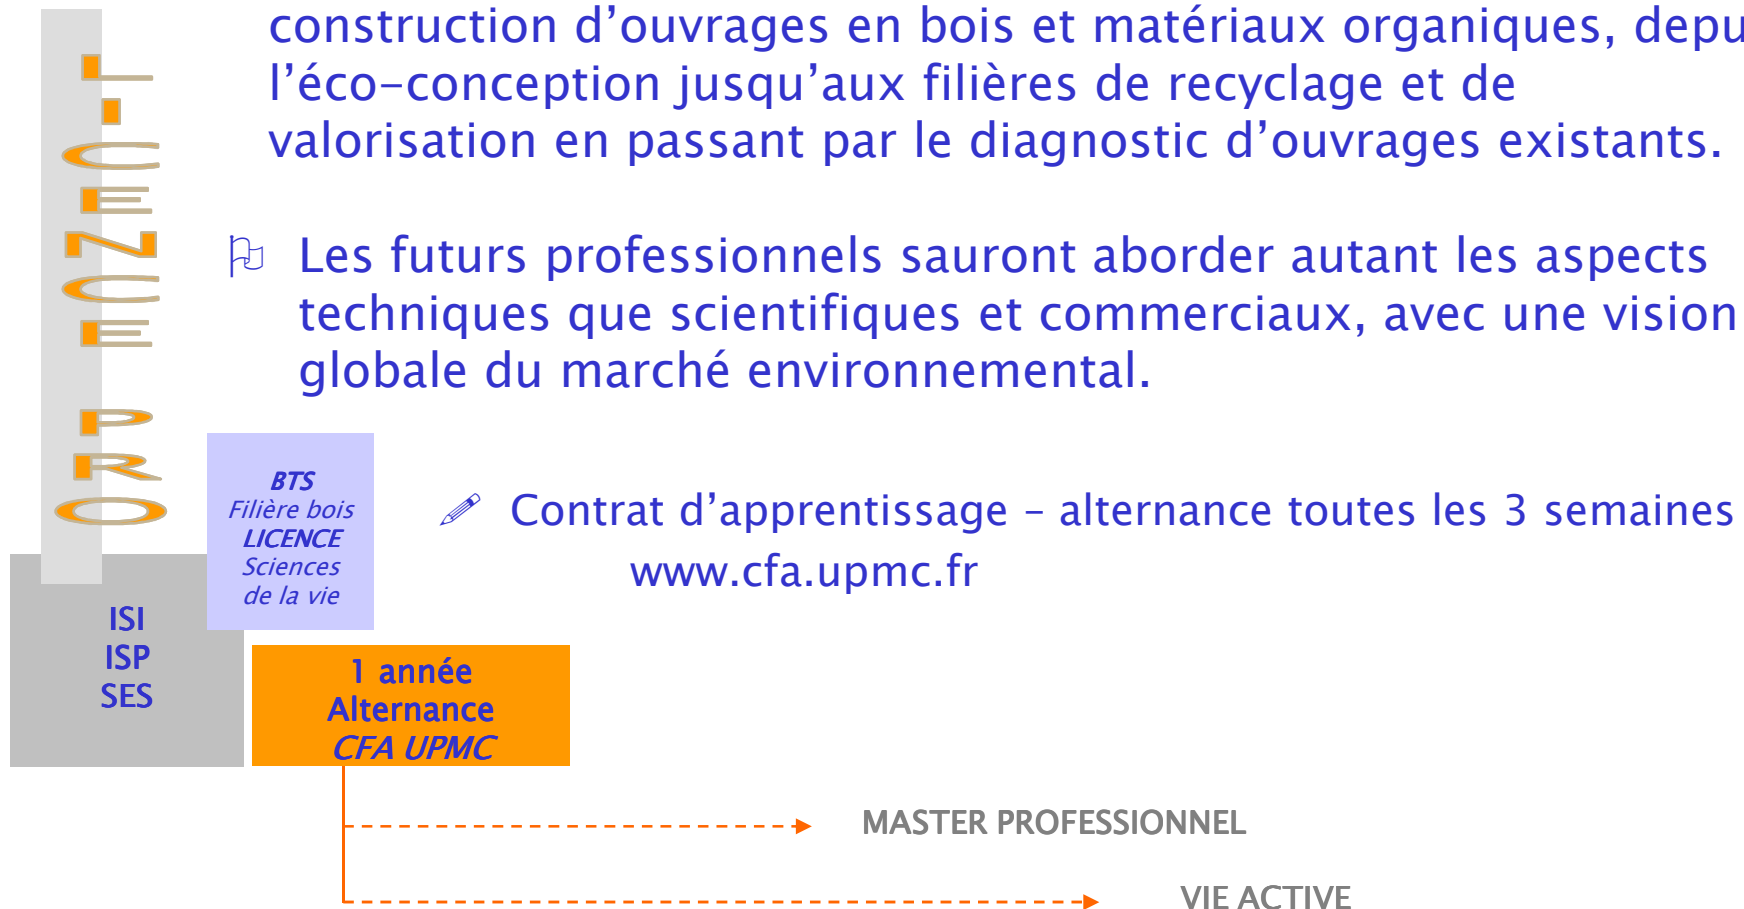 construction d’ouvrages en bois et matériaux organiques,
l’éco-conception jusqu’aux filières de recyclage et de
valorisation en passant par le diagnostic d’ouvrages existants.
Les futurs professionnels sauront aborder autant les aspects
techniques que scientifiques et commerciaux, avec une vision
globale du marché environnemental.
LICENCE PRO
BTS
Filière bois
LICENCE
Sciences
de la vie
Contrat d’apprentissage – alternance toutes les 3 semaines
www.cfa.upmc.fr
ISI
ISP
SES
1 année
Alternance
CFA UPMC
MASTER PROFESSIONNEL
VIE ACTIVE